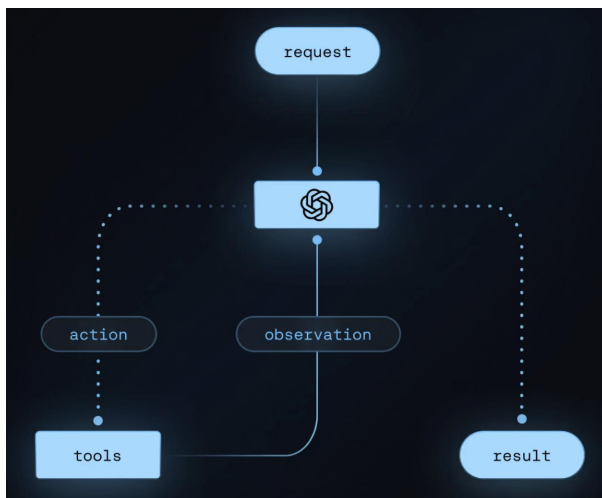 request
action
observation
tools
result